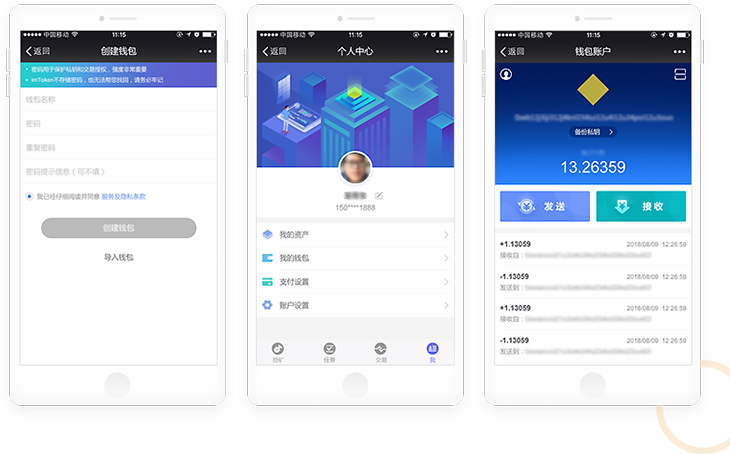 中国移动
11:15
返回
创建钱包
密码用于保护私钥和交易授权，强度非常重要
imToken不存储密码，也无法帮您找回，请务必牢记
钱包名称
密码
重复密码
密码提示信息（可不填）
我已经仔细阅读并同意 服务及隐私条款
创建钱包
导入钱包
中国移动
11:15
返回
个人中心
150****1888
我的资产
我的钱包
支付设置
账户设置
挖矿
任务
交易
我
中国移动
11:15
返回
钱包账户
备份私钥
13.26359
发送
接收
+1.13059
2018/08/09 12:26:59
接收自：
-1.13059
2018/08/09 12:26:59
发送到：
+1.13059
2018/08/09 12:26:59
接收自：
-1.13059
2018/08/09 12:26:59
发送到：